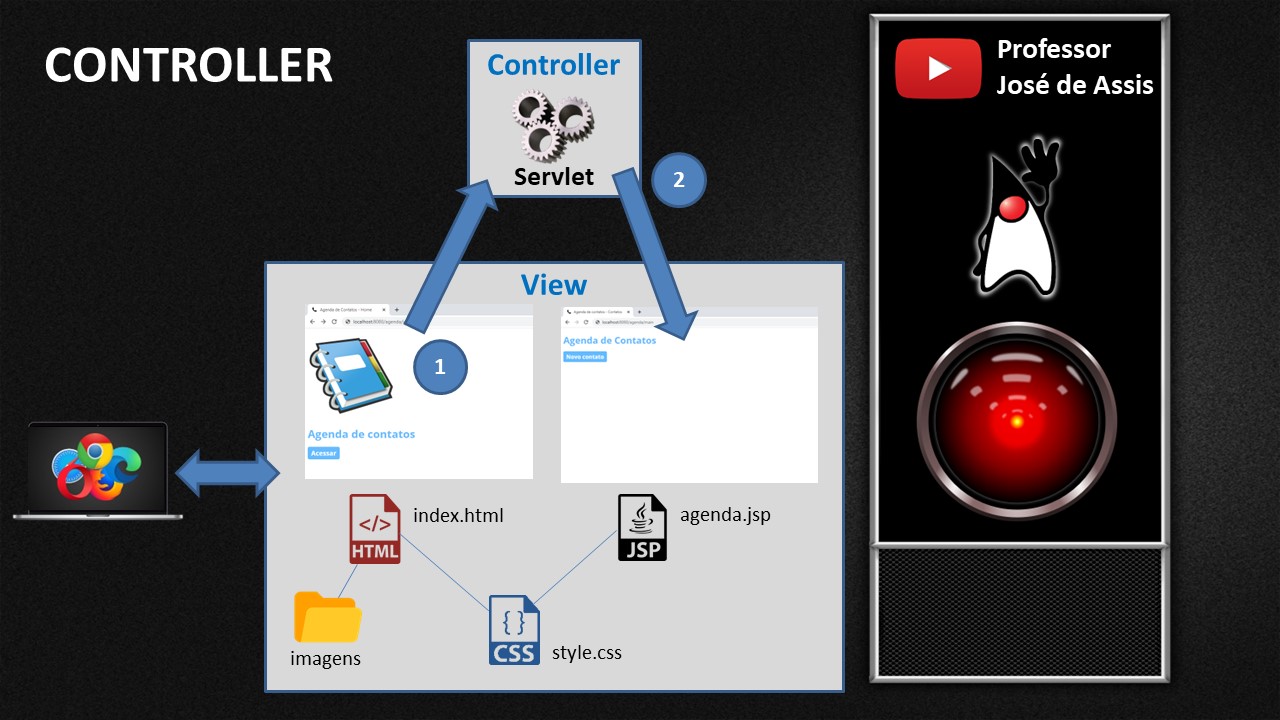 CONTROLLER
Controller
Servlet
2
View
Agenda de Contatos - Home
localhost:8080/agenda/
1
Agenda de contatos
Acessar
Agenda de contatos - Contatos
localhost:8080/agenda/main
Agenda de Contatos
Novo contato
</>
HTML
index.html
JSP
agenda.jsp
imagens
{ }
CSS
style.css
Professor
José de Assis